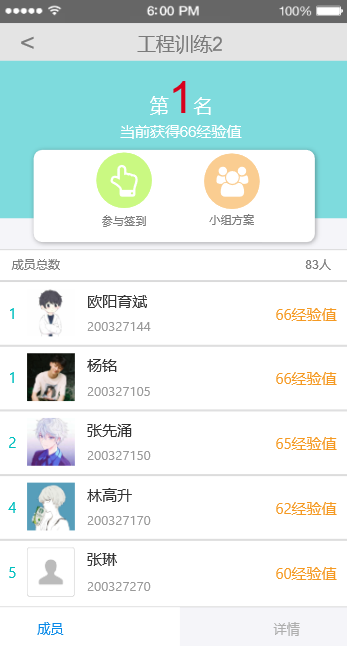 6:00 PM
100%
< 工程训练2
第1名
当前获得66经验值
参与签到 小组方案
成员总数 83人
1 欧阳育斌 66经验值
200327144
1 杨铭 66经验值
200327105
2 张先涌 65经验值
200327150
4 林高升 62经验值
200327170
5 张琳 60经验值
200327270
成员 详情